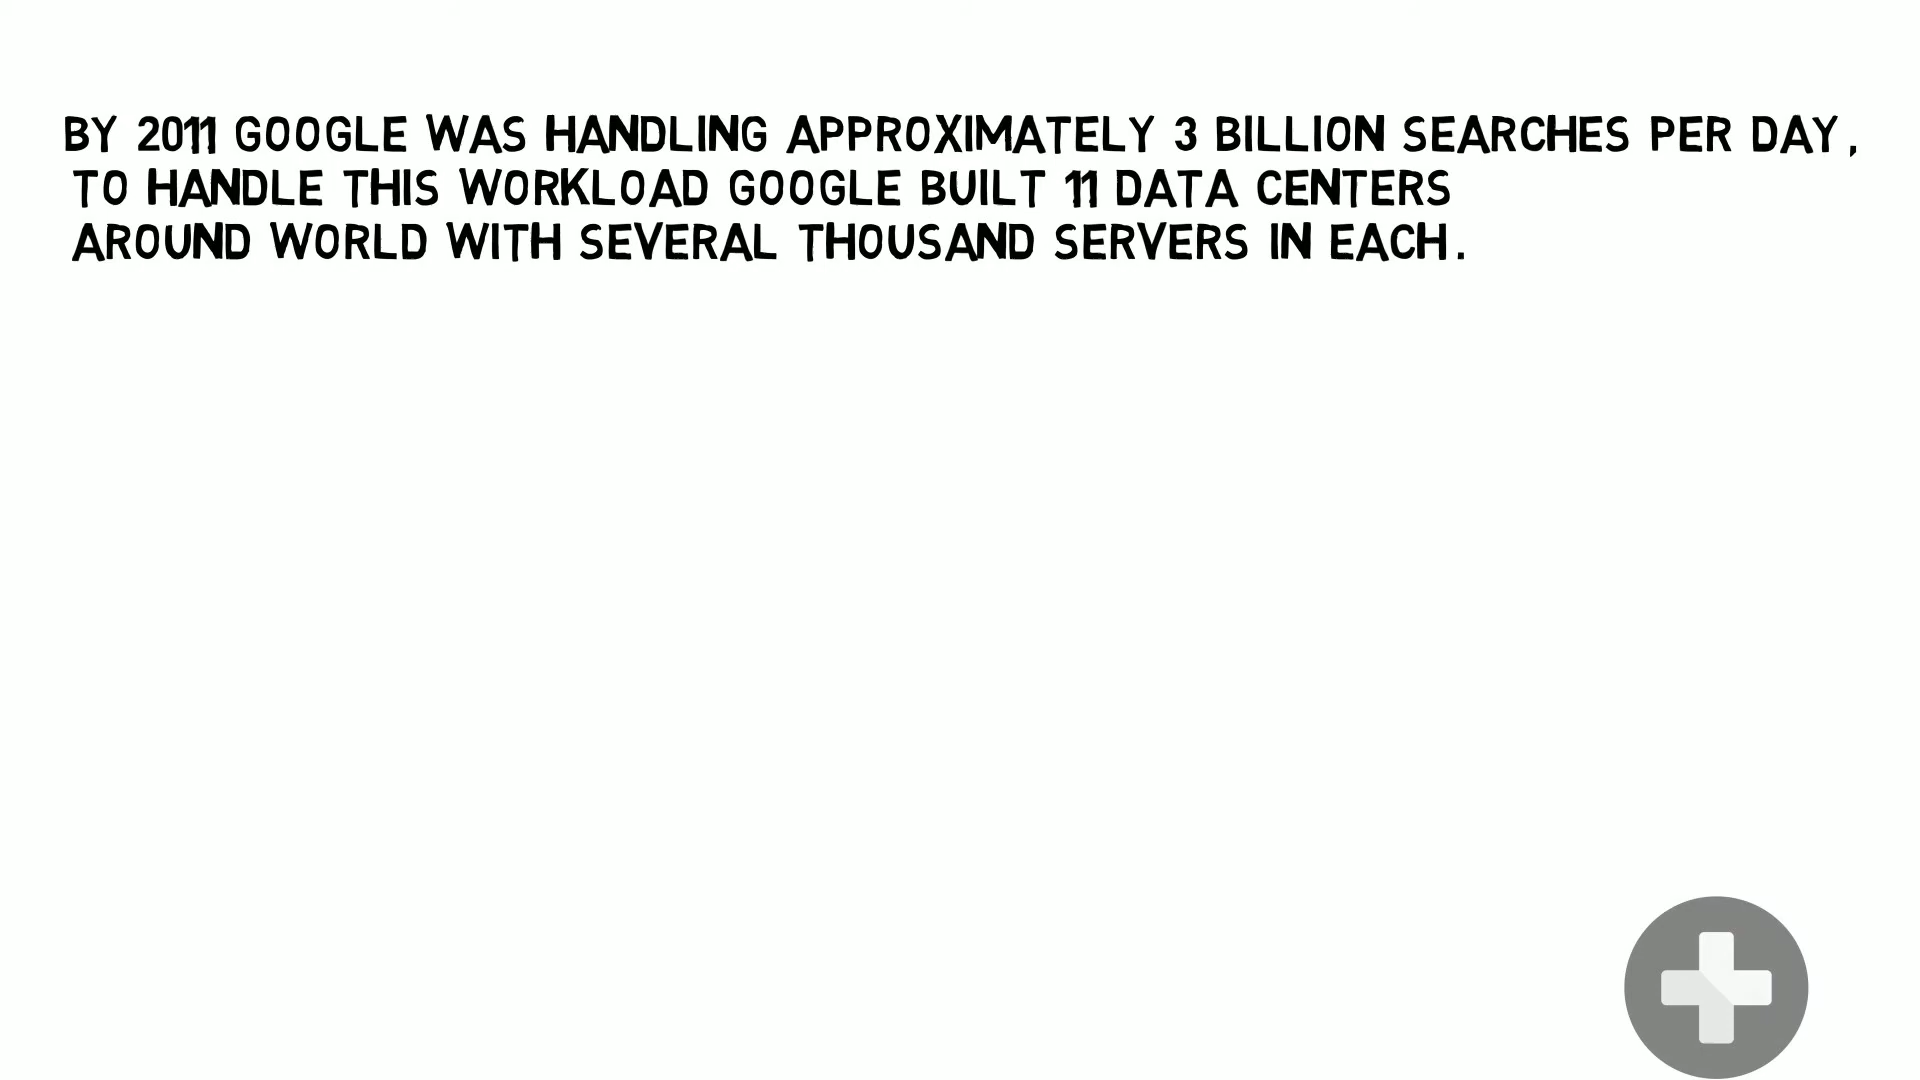 BY 2011 GOOGLE WAS HANDLING APPROXIMATELY 3 BILLION SEARCHES PER DAY,
TO HANDLE THIS WORKLOAD GOOGLE BUILT 11 DATA CENTERS
AROUND WORLD WITH SEVERAL THOUSAND SERVERS IN EACH.